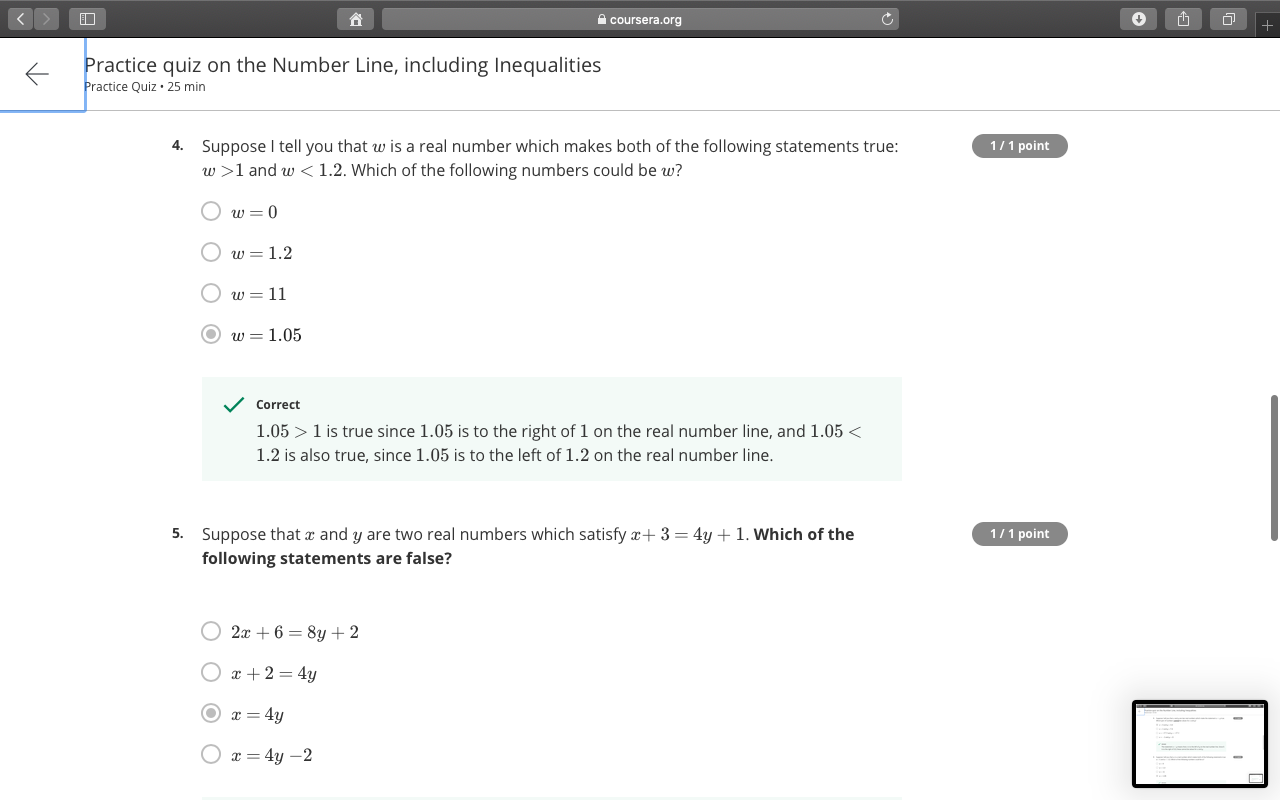 coursera.org
Practice quiz on the Number Line, including Inequalities
Practice Quiz • 25 min
4. Suppose I tell you that w is a real number which makes both of the following statements true: 1 / 1 point
w >1 and w < 1.2. Which of the following numbers could be w?
w = 0
w = 1.2
w = 11
w = 1.05
Correct
1.05 > 1 is true since 1.05 is to the right of 1 on the real number line, and 1.05 <
1.2 is also true, since 1.05 is to the left of 1.2 on the real number line.
5. Suppose that x and y are two real numbers which satisfy x+ 3 = 4y + 1. Which of the 1 / 1 point
following statements are false?
2x + 6 = 8y + 2
x + 2 = 4y
x = 4y
x = 4y −2